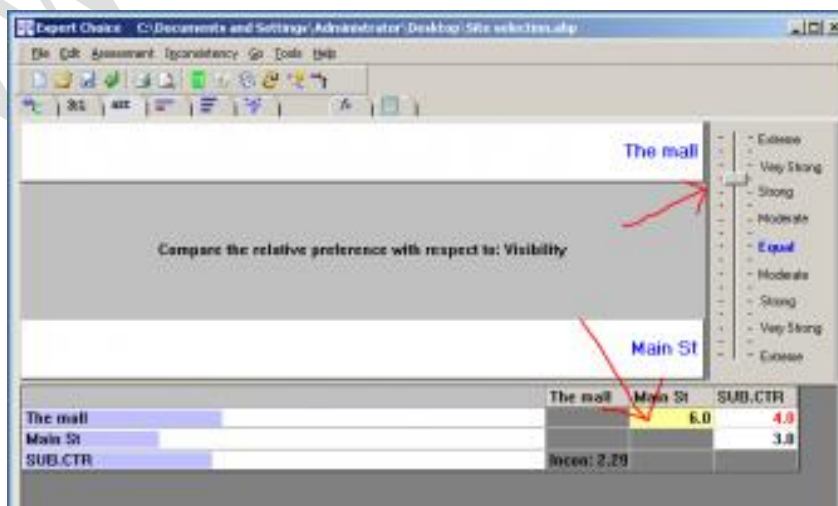 Expert Choice C:\Documents and Settings\Administrator\Desktop\Site selection.ahp
File Edit Assessment Inconsistency Go Tools Help
ABC
The mall
Extreme
Very Strong
Strong
Moderate
Equal
Moderate
Strong
Very Strong
Extreme
Compare the relative preference with respect to: Visibility
Main St
The mall Main St SUB.CTR
The mall 6.0 4.0
Main St 3.0
SUB.CTR Incon: 2.29